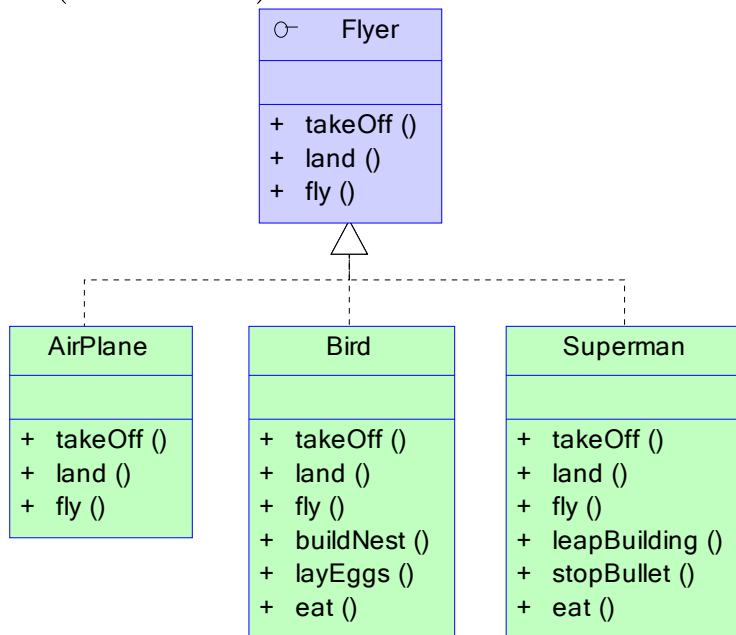 Flyer
+ takeOff ()
+ land ()
+ fly ()
AirPlane
+ takeOff ()
+ land ()
+ fly ()
Bird
+ takeOff ()
+ land ()
+ fly ()
+ buildNest ()
+ layEggs ()
+ eat ()
Superman
+ takeOff ()
+ land ()
+ fly ()
+ leapBuilding ()
+ stopBullet ()
+ eat ()